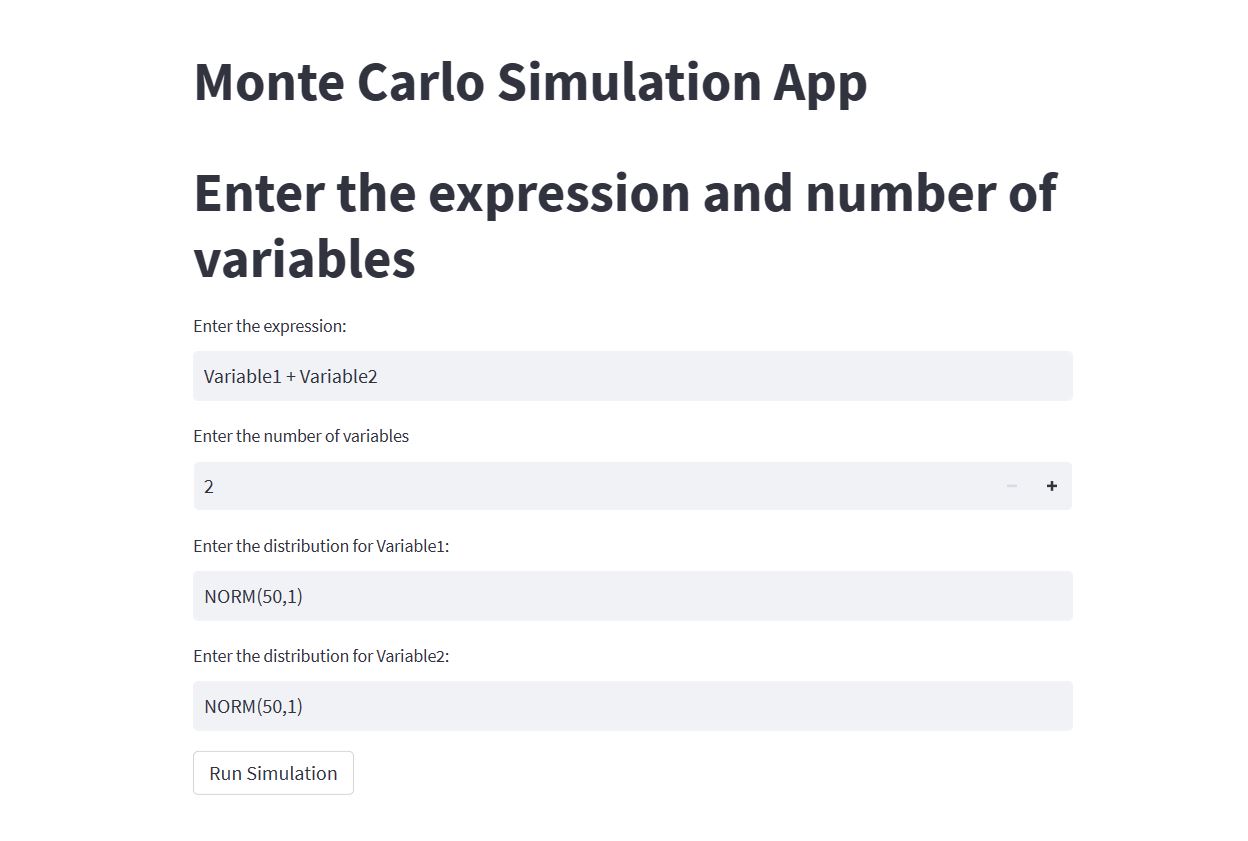 Monte Carlo Simulation App
Enter the expression and number of
variables
Enter the expression:
Variable1 + Variable2
Enter the number of variables
2
Enter the distribution for Variable1:
NORM(50,1)
Enter the distribution for Variable2:
NORM(50,1)
Run Simulation